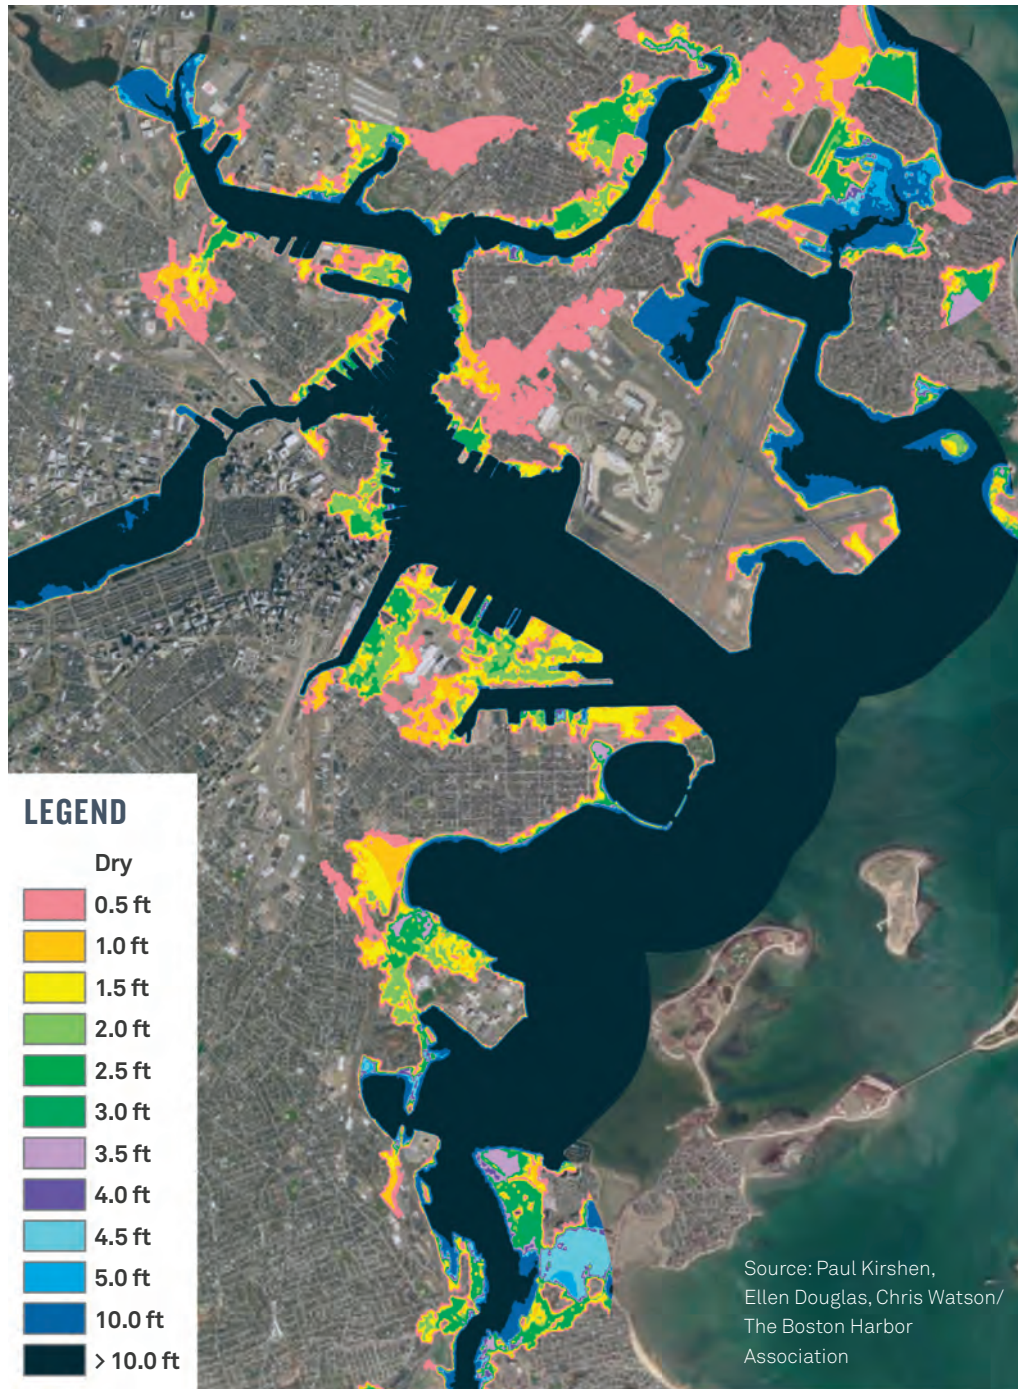 LEGEND
Dry
0.5 ft
1.0 ft
1.5 ft
2.0 ft
2.5 ft
3.0 ft
3.5 ft
4.0 ft
4.5 ft
5.0 ft
10.0 ft
> 10.0 ft
Source: Paul Kirshen,
Ellen Douglas, Chris Watson/
The Boston Harbor
Association